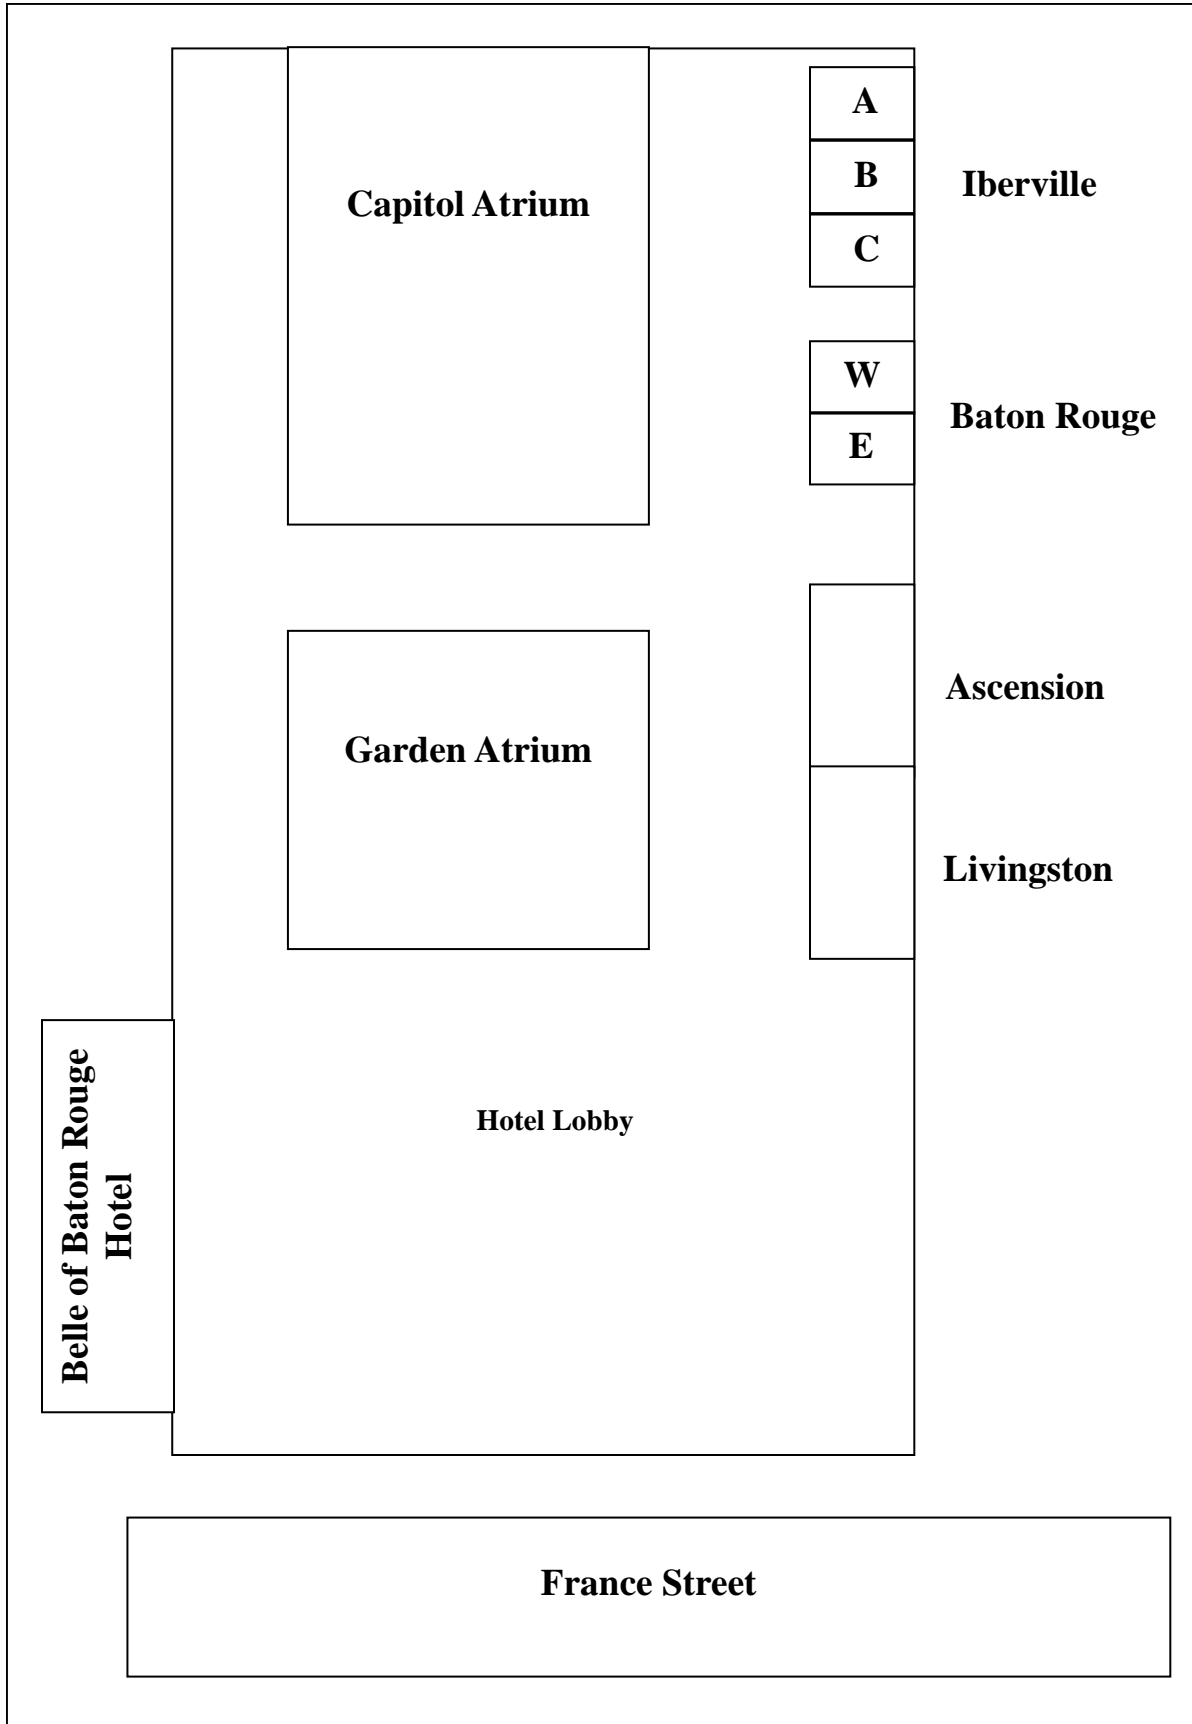 A
Capitol Atrium
B
Iberville
C
W
Baton Rouge
E
Ascension
Garden Atrium
Livingston
Belle of Baton Rouge
Hotel
Hotel Lobby
France Street